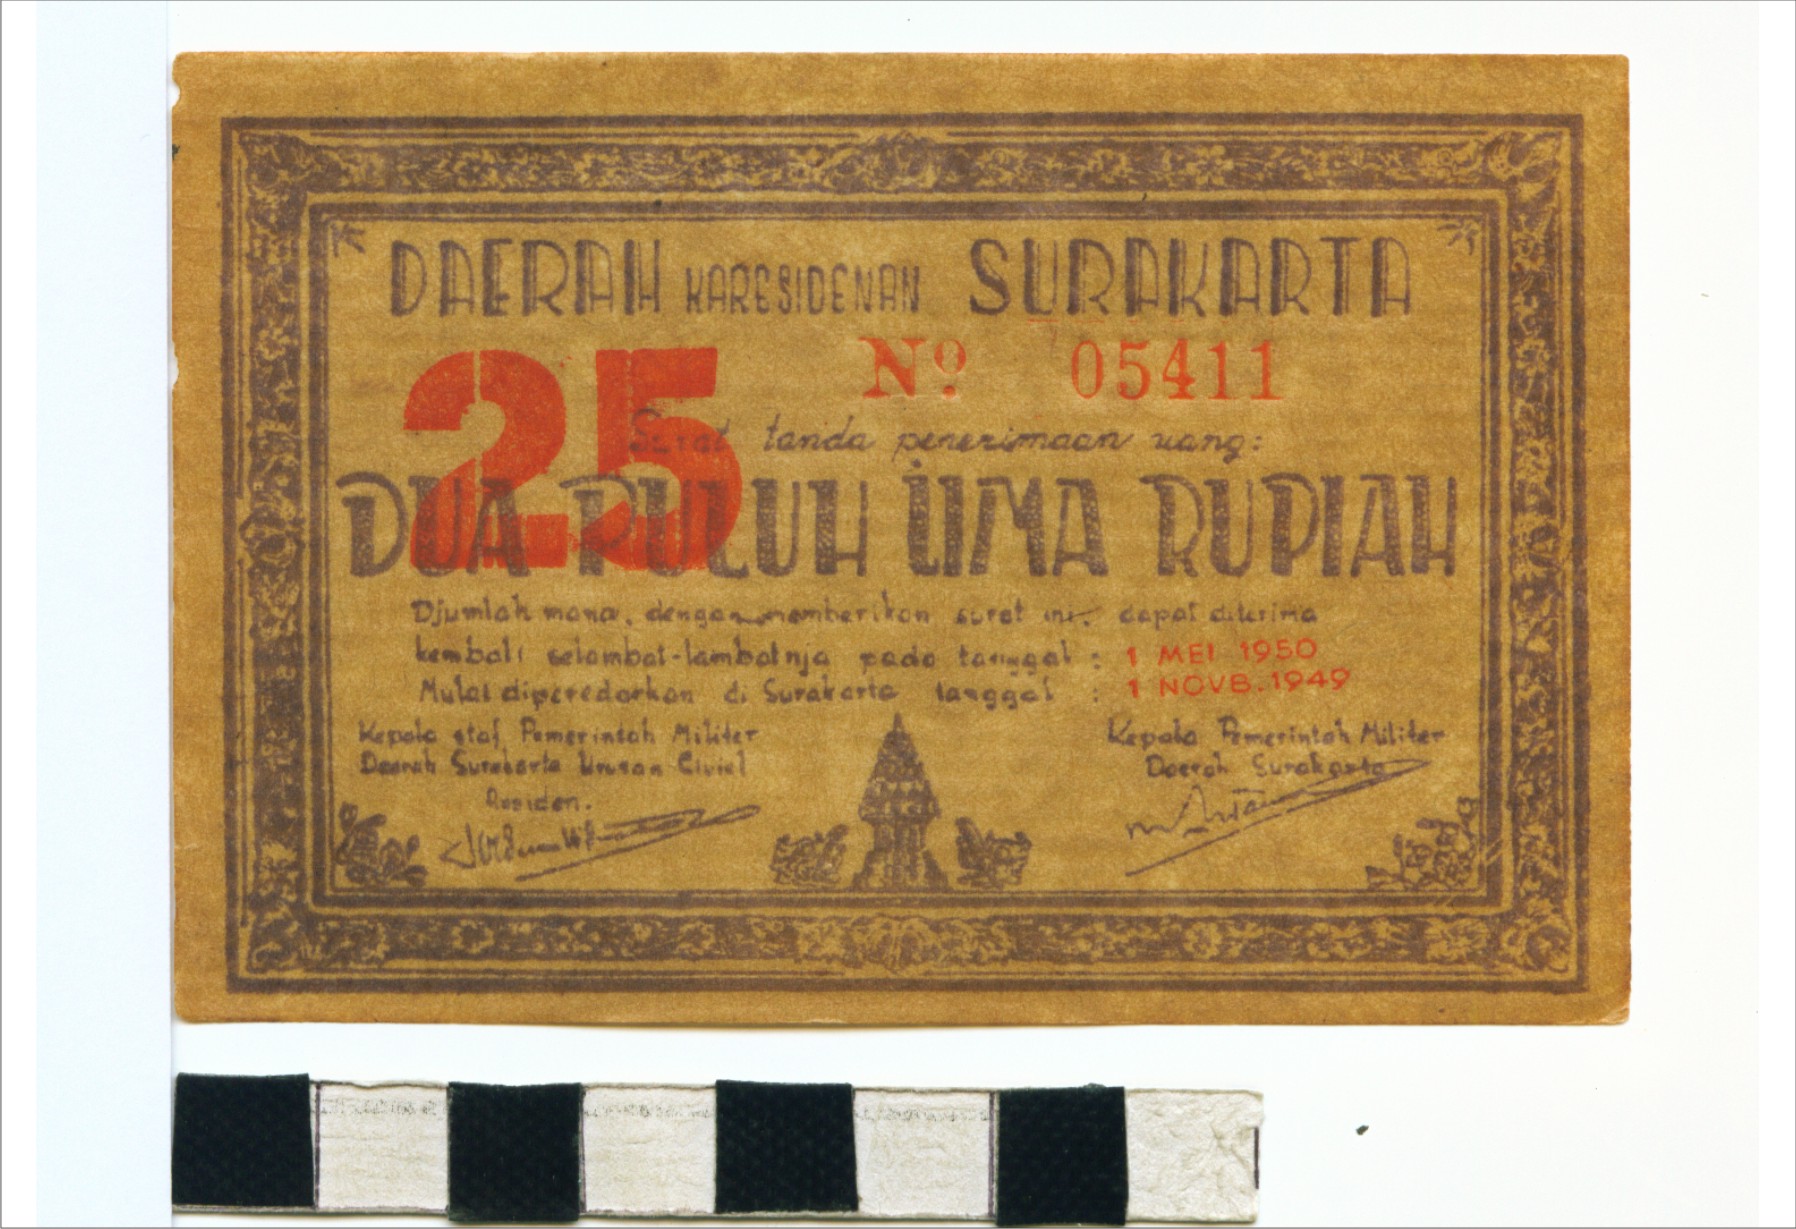 DAERAH KARESIDENAN SURAKARTA
25
No 05411
Surat tanda penerimaan uang:
DUA PULUH LIMA RUPIAH
Djumlah mana, dengan memberikan surat ini, dapat diterima
kembali selambat-lambatnja pada tanggal : 1 MEI 1950
Mulai diperedarkan di Surakarta tanggal : 1 NOVB. 1949
Kepala staf Pemerintah Militer
Daerah Surakarta Urusan Civiel
Residen.
Kepala Pemerintah Militer
Daerah Surakarta